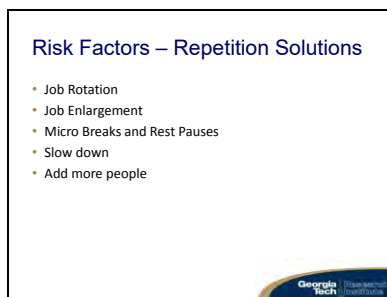 Risk Factors – Repetition Solutions
• Job Rotation
• Job Enlargement
• Micro Breaks and Rest Pauses
• Slow down
• Add more people
Georgia
Tech